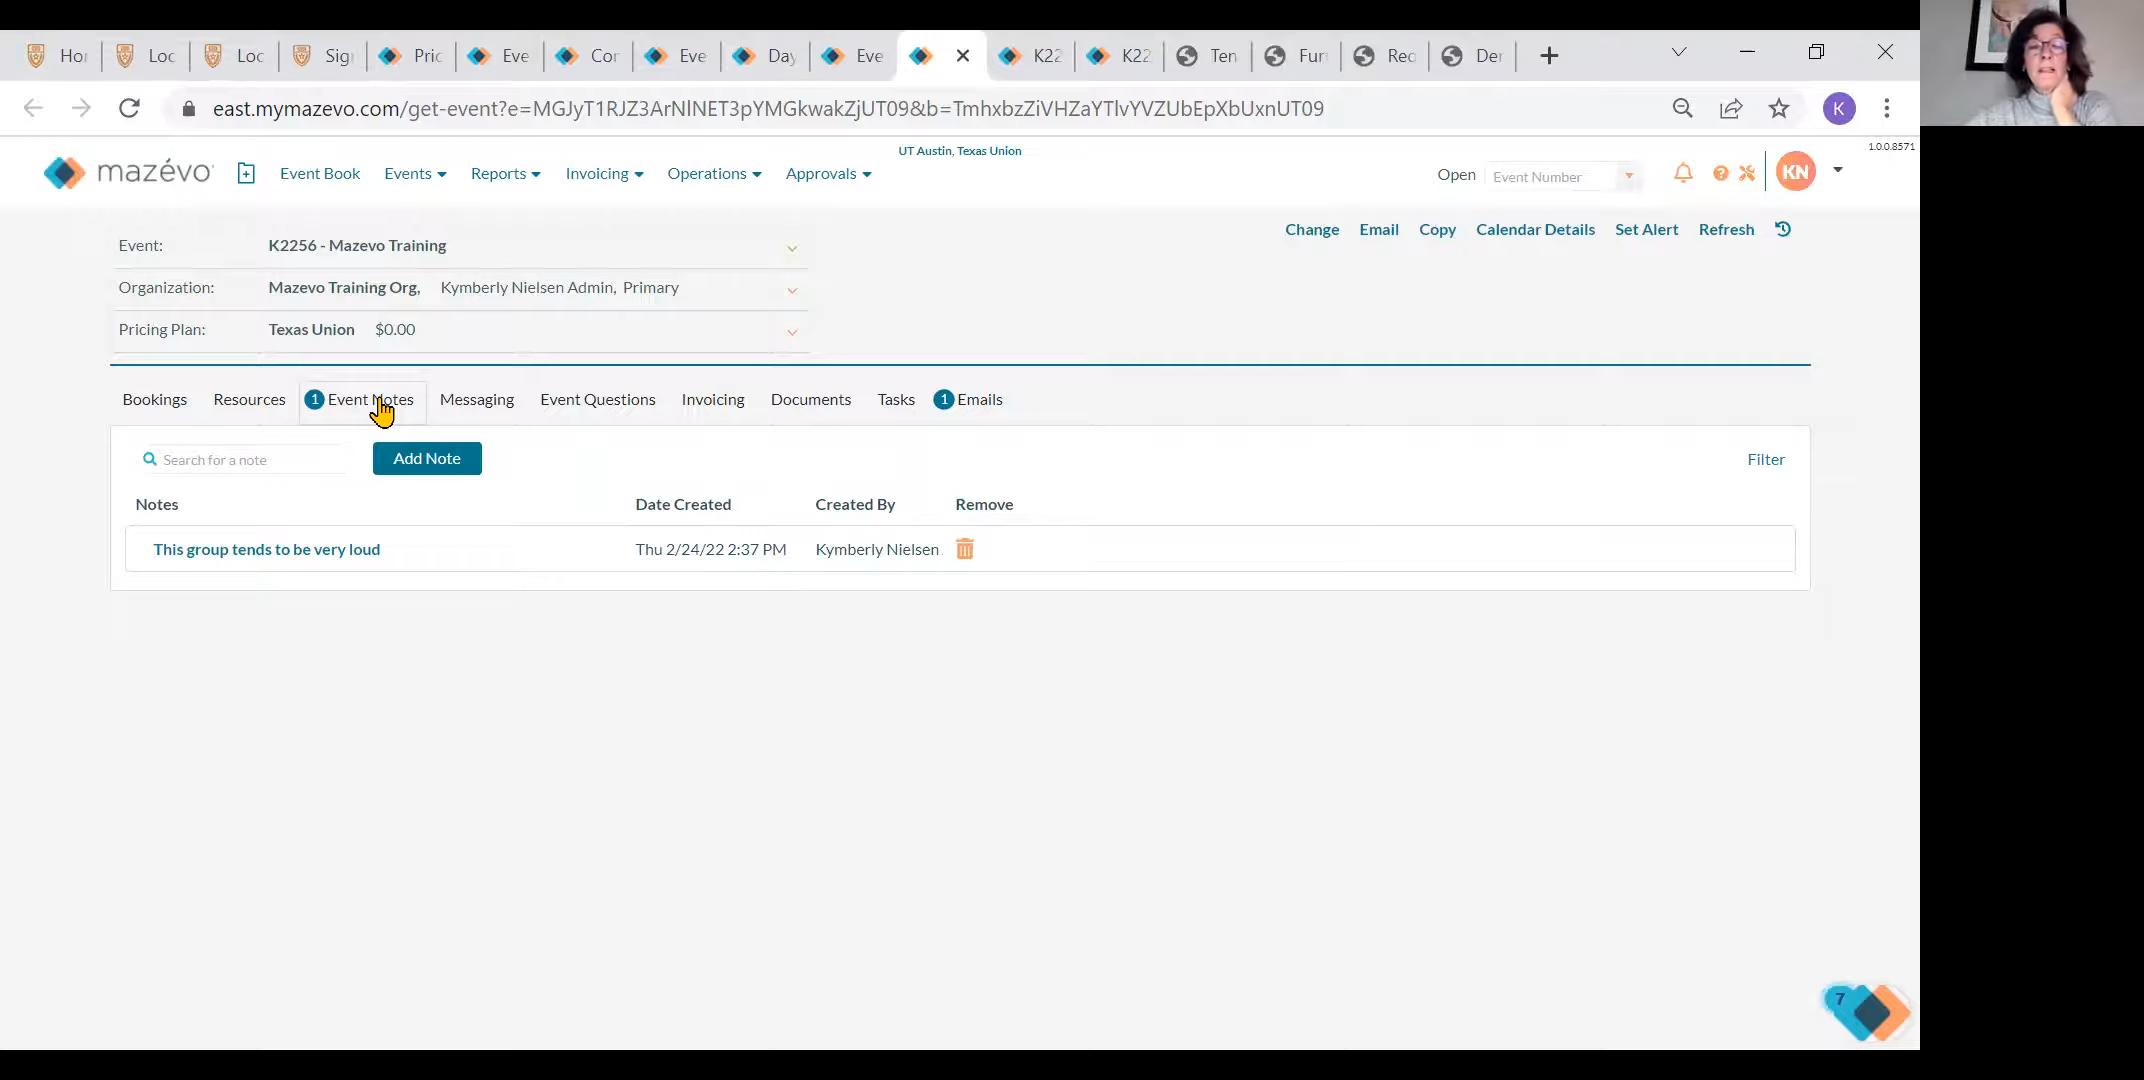 Hor
Loc
Loc
Sig
Pric
Eve
Cor
Eve
Day
Eve
K22
K22
Ten
Fur
Rec
Der
east.mymazevo.com/get-event?e=MGJyT1RJZ3ArNlNET3pYMGkwakZjUT09&b=TmhxbzZiVHZaYTlvYVZUbEpXbUxnUT09
K
1.0.0.8571
UT Austin, Texas Union
mazévo
Event Book
Events
Reports
Invoicing
Operations
Approvals
Open
Event Number
KN
Change
Email
Copy
Calendar Details
Set Alert
Refresh
Event: K2256 - Mazevo Training
Organization: Mazevo Training Org, Kymberly Nielsen Admin, Primary
Pricing Plan: Texas Union $0.00
Bookings
Resources
1 Event Notes
Messaging
Event Questions
Invoicing
Documents
Tasks
1 Emails
Search for a note
Add Note
Filter
Notes Date Created Created By Remove
This group tends to be very loud Thu 2/24/22 2:37 PM Kymberly Nielsen
7